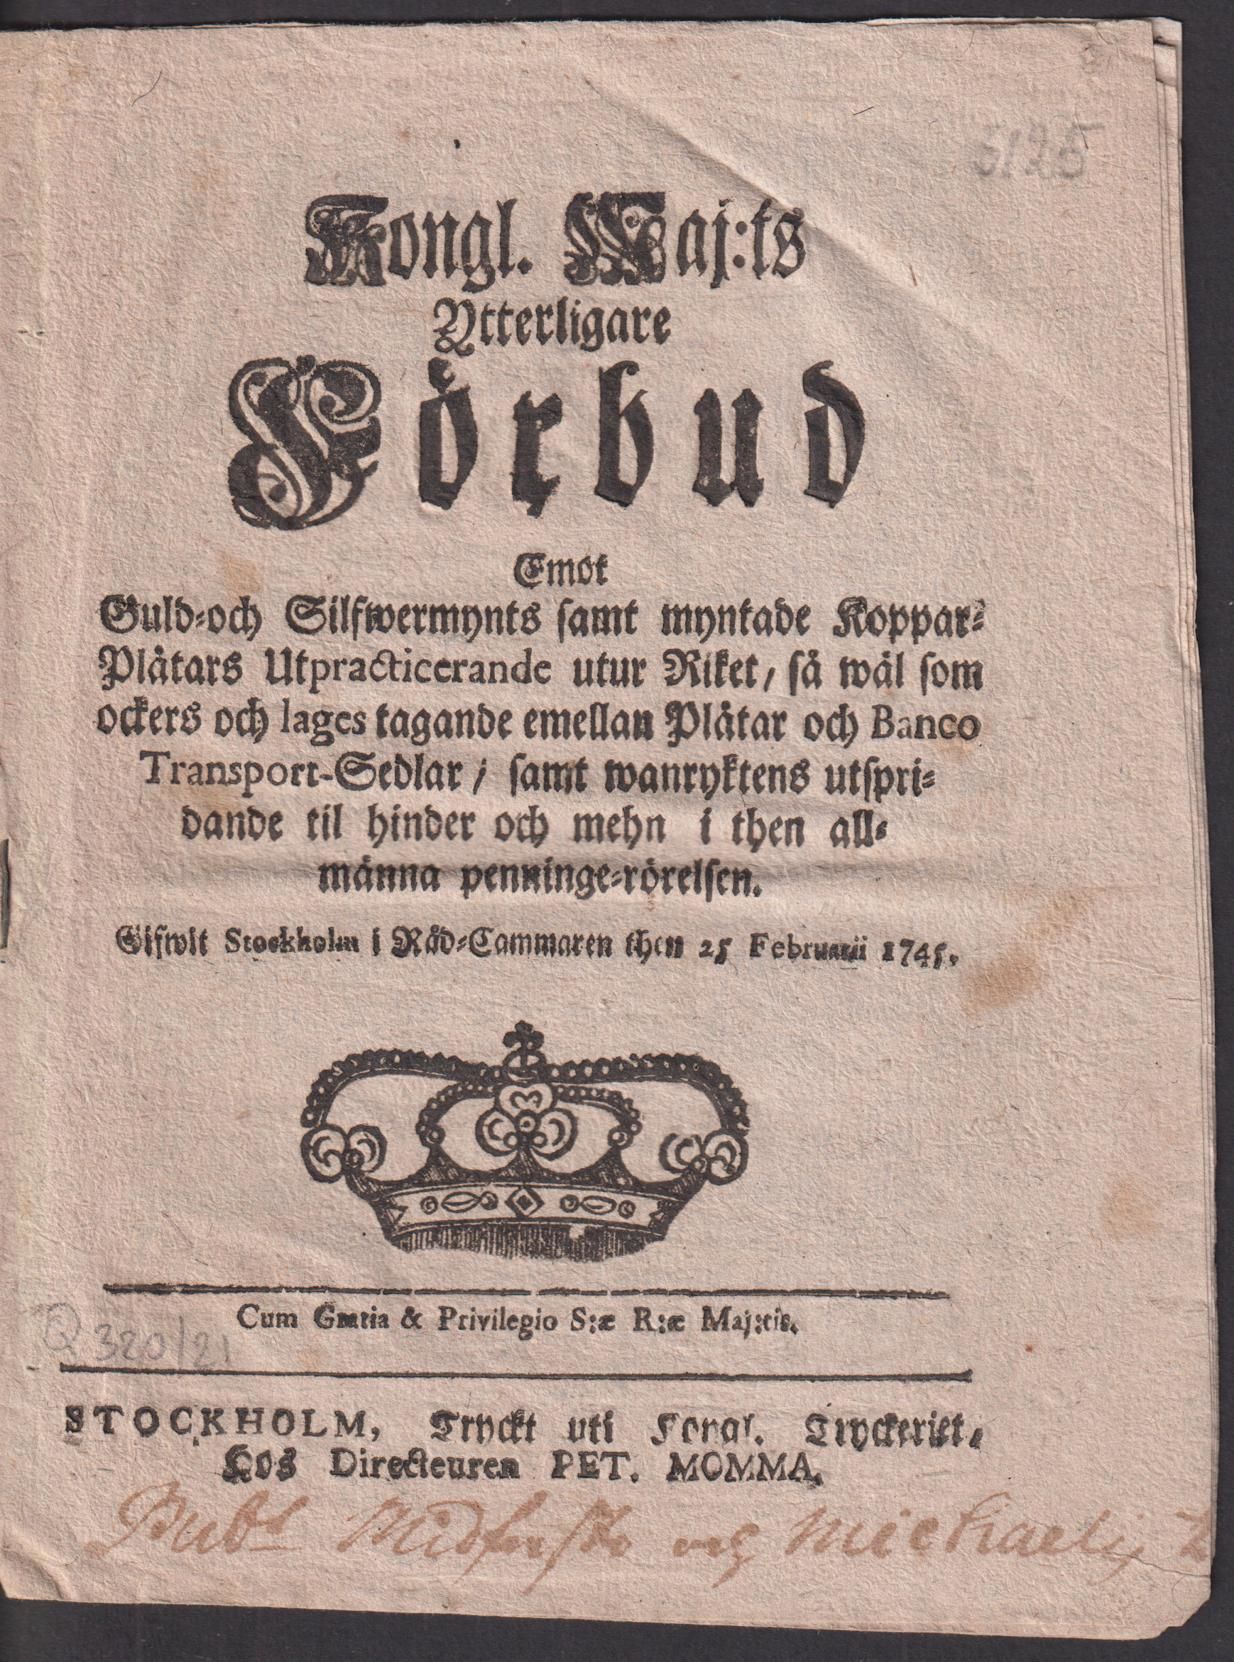 5125
Kongl. Maj:ts
Ytterligare
Förbud
Emot
Guld-och Silfwermynts samt myntade Koppar-
Plåtars Utpracticerande utur Riket, så wäl som
ockers och lages tagande emellan Plåtar och Banco
Transport-Sedlar, samt wanryktens utspri-
dande til hinder och mehn i then all-
männa penninge-rörelsen.
Gifwit Stockholm i Råd-Cammaren then 25 Februarii 1745.
Cum Gratia & Privilegio S:æ R:æ Maj:tis.
Q 320/21
STOCKHOLM, Tryckt uti Kongl. Tryckeriet,
Hos Directeuren PET. MOMMA.
Michaelis